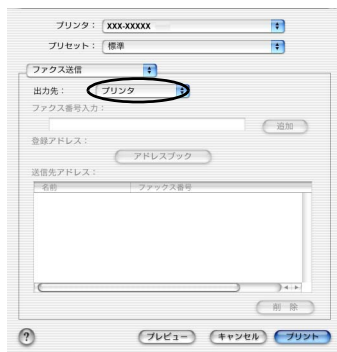 プリンタ： XXX-XXXXX
プリセット： 標準
ファクス送信
出力先： プリンタ
ファクス番号入力：
追加
登録アドレス：
アドレスブック
送信先アドレス：
名前 ファックス番号
削 除
? プレビュー キャンセル プリント